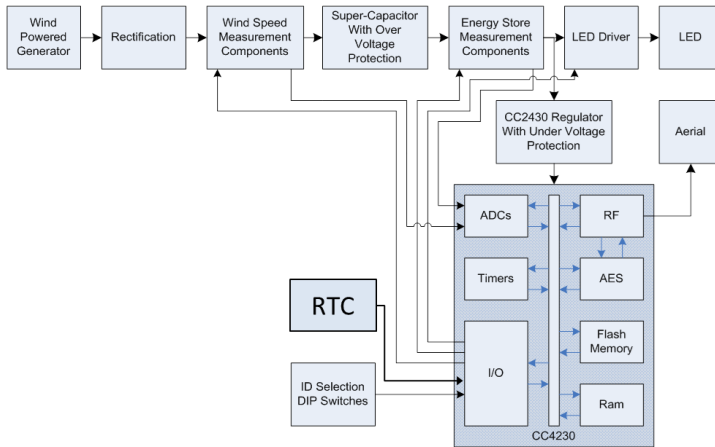 Wind
Powered
Generator
Rectification
Wind Speed
Measurement
Components
Super-Capacitor
With Over
Voltage
Protection
Energy Store
Measurement
Components
LED Driver
LED
CC2430 Regulator
With Under Voltage
Protection
Aerial
ADCs
RF
Timers
AES
RTC
I/O
Flash
Memory
ID Selection
DIP Switches
Ram
CC4230